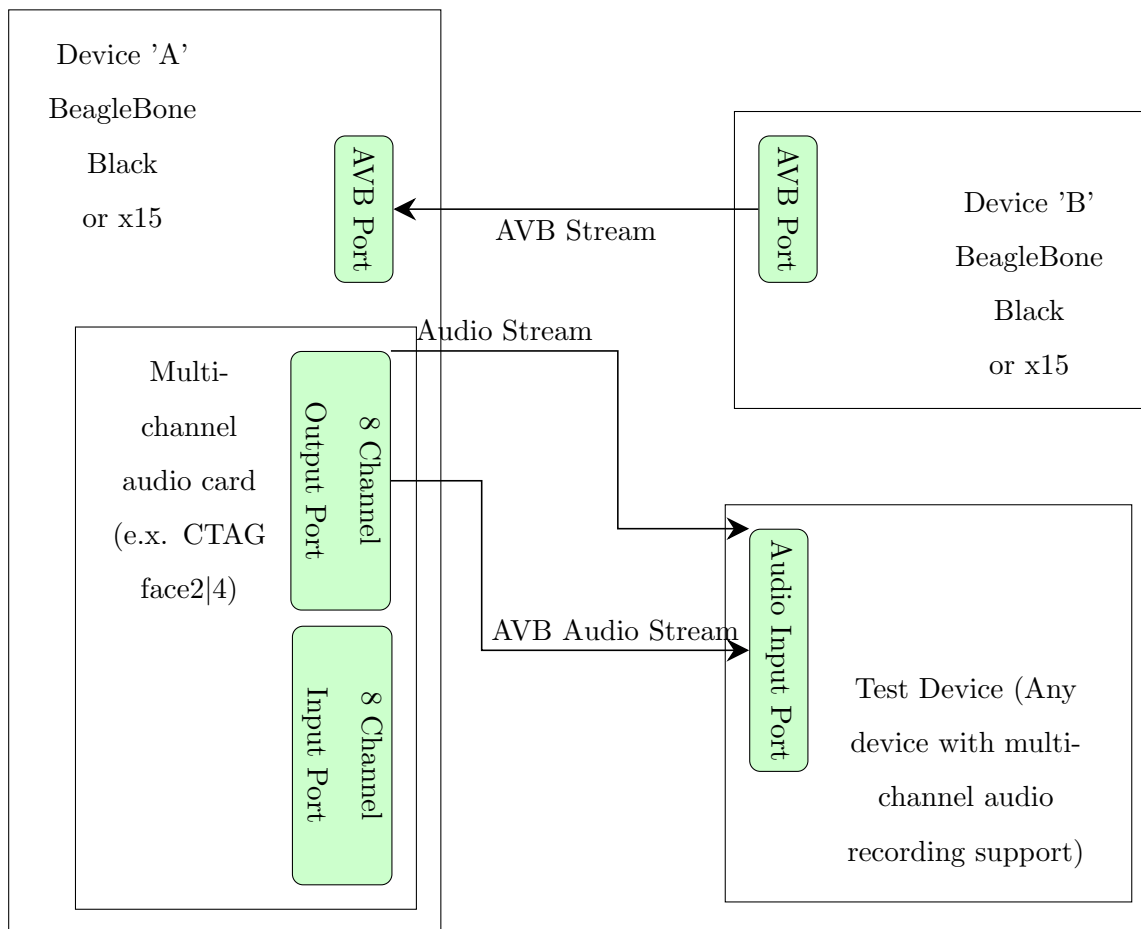 Device 'A'
BeagleBone
Black
or x15
AVB Port
AVB Stream
AVB Port
Device 'B'
BeagleBone
Black
or x15
Audio Stream
Multi-
channel
audio card
(e.x. CTAG
face2|4)
8 Channel
Output Port
AVB Audio Stream
Audio Input Port
8 Channel
Input Port
Test Device (Any
device with multi-
channel audio
recording support)